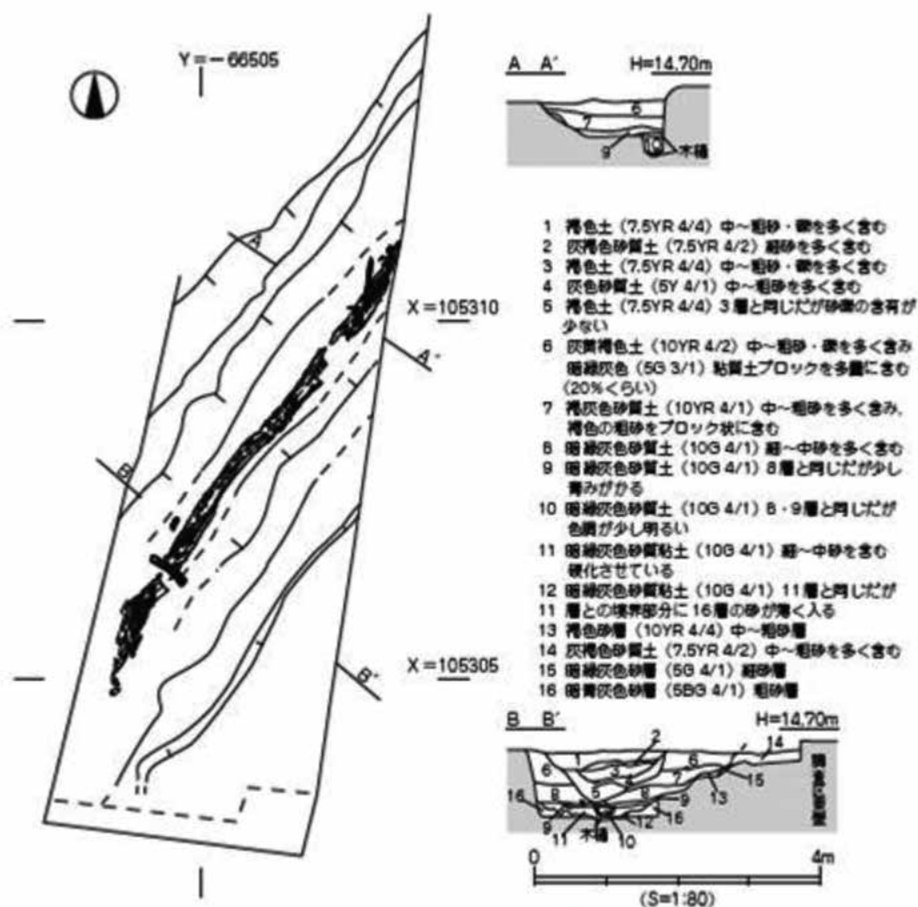 Y=-66505
A A′ H=14.70m
6
7
9
10
木樋
A
X=105310
A′
B
X=105305
B′
1 褐色土（7.5YR 4/4）中～粗砂・礫を多く含む
2 灰褐色砂質土（7.5YR 4/2）細砂を多く含む
3 褐色土（7.5YR 4/4）中～粗砂・礫を多く含む
4 灰色砂質土（5Y 4/1）中～粗砂を多く含む
5 褐色土（7.5YR 4/4）3層と同じだが砂礫の含有が
少ない
6 灰黄褐色土（10YR 4/2）中～粗砂・礫を多く含み
暗緑灰色（5G 3/1）粘質土ブロックを多量に含む
（20%くらい）
7 褐灰色砂質土（10YR 4/1）中～粗砂を多く含み、
褐色の粗砂をブロック状に含む
8 暗緑灰色砂質土（10G 4/1）細～中砂を多く含む
9 暗緑灰色砂質土（10G 4/1）8層と同じだが少し
青みがかる
10 暗緑灰色砂質土（10G 4/1）8・9層と同じだが
色調が少し明るい
11 暗緑灰色砂質粘土（10G 4/1）細～中砂を含む
硬化させている
12 暗緑灰色砂質粘土（10G 4/1）11層と同じだが
11 層との境界部分に16層の砂が薄く入る
13 褐色砂層（10YR 4/4）中～粗砂層
14 灰褐色砂質土（7.5YR 4/2）中～粗砂を多く含む
15 暗緑灰色砂層（5G 4/1）細砂層
16 暗青灰色砂層（5BG 4/1）粗砂層
B B′ H=14.70m
1
2
14
6
3
6
4
7
15
8
5
8
9
13
16
16
9
12
木樋
11
10
調査区壁
0
4m
(S=1:80)